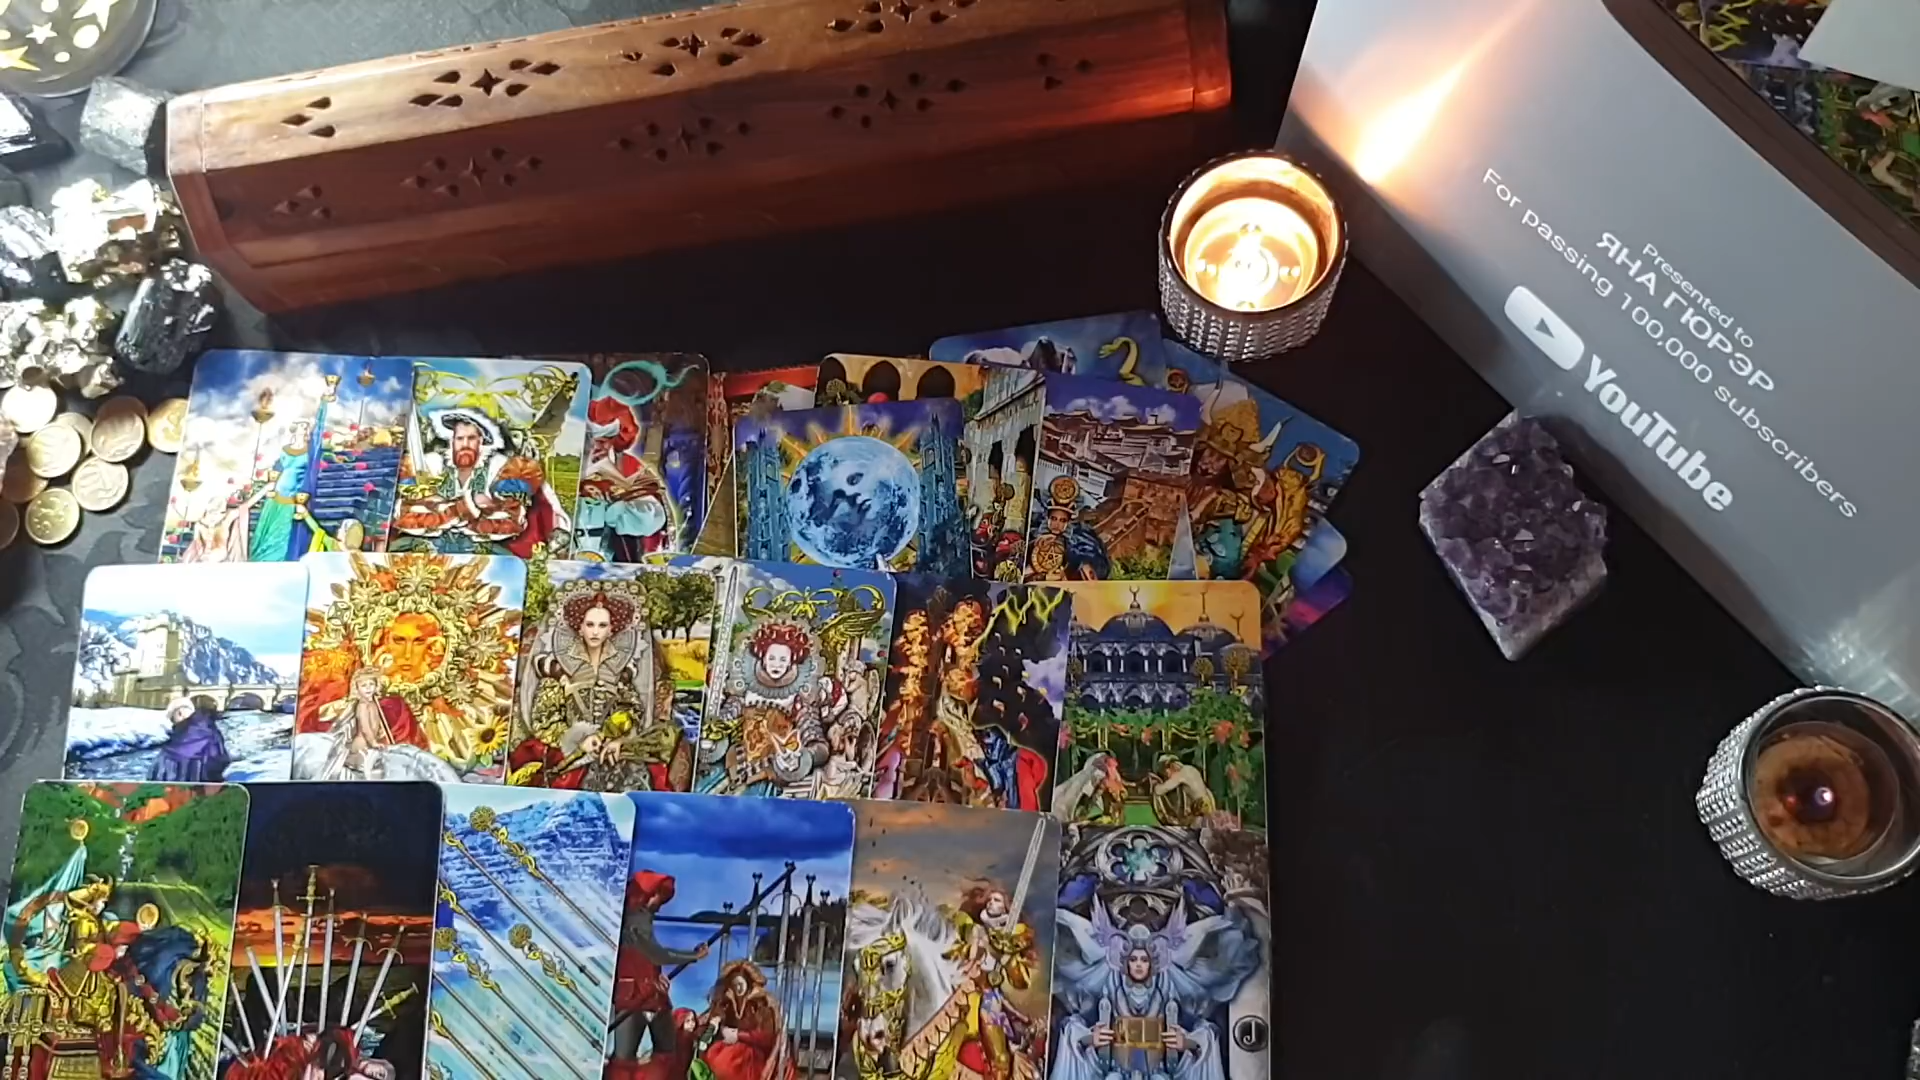 Presented to
ЯНА ГЮРЭР
For passing 100,000 subscribers
YouTube